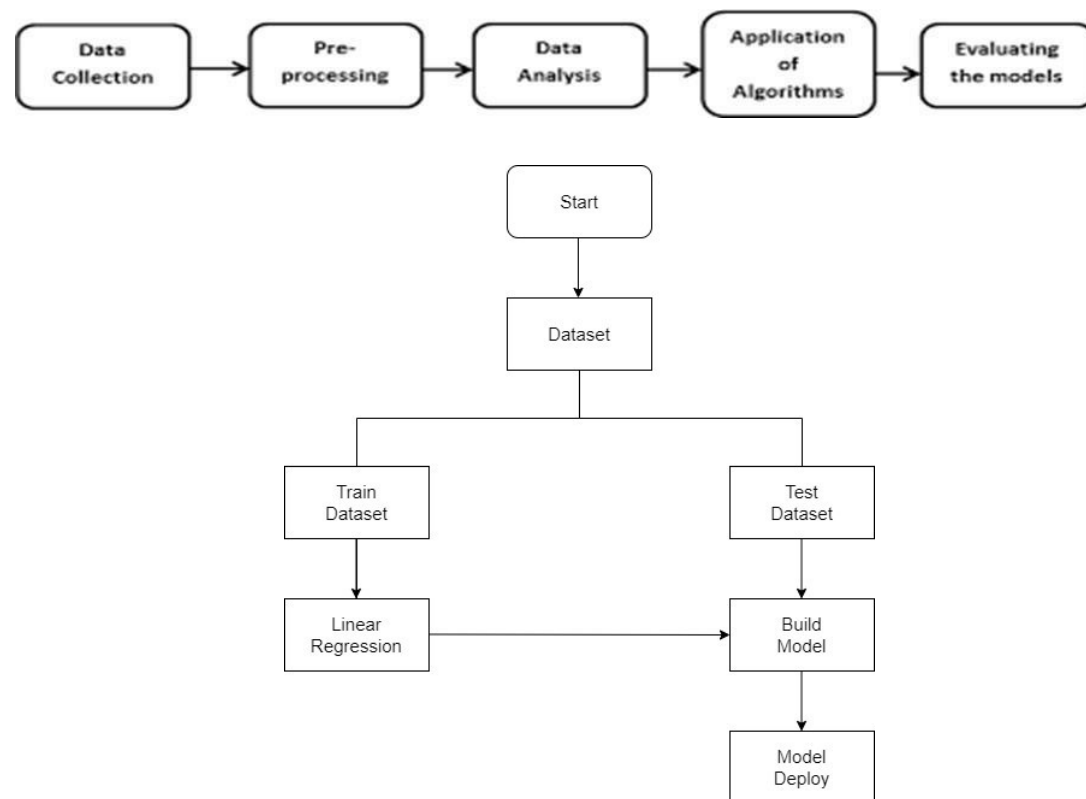 Data
Collection
Pre-
processing
Data
Analysis
Application
of
Algorithms
Evaluating
the models
Start
Dataset
Train
Dataset
Test
Dataset
Linear
Regression
Build
Model
Model
Deploy